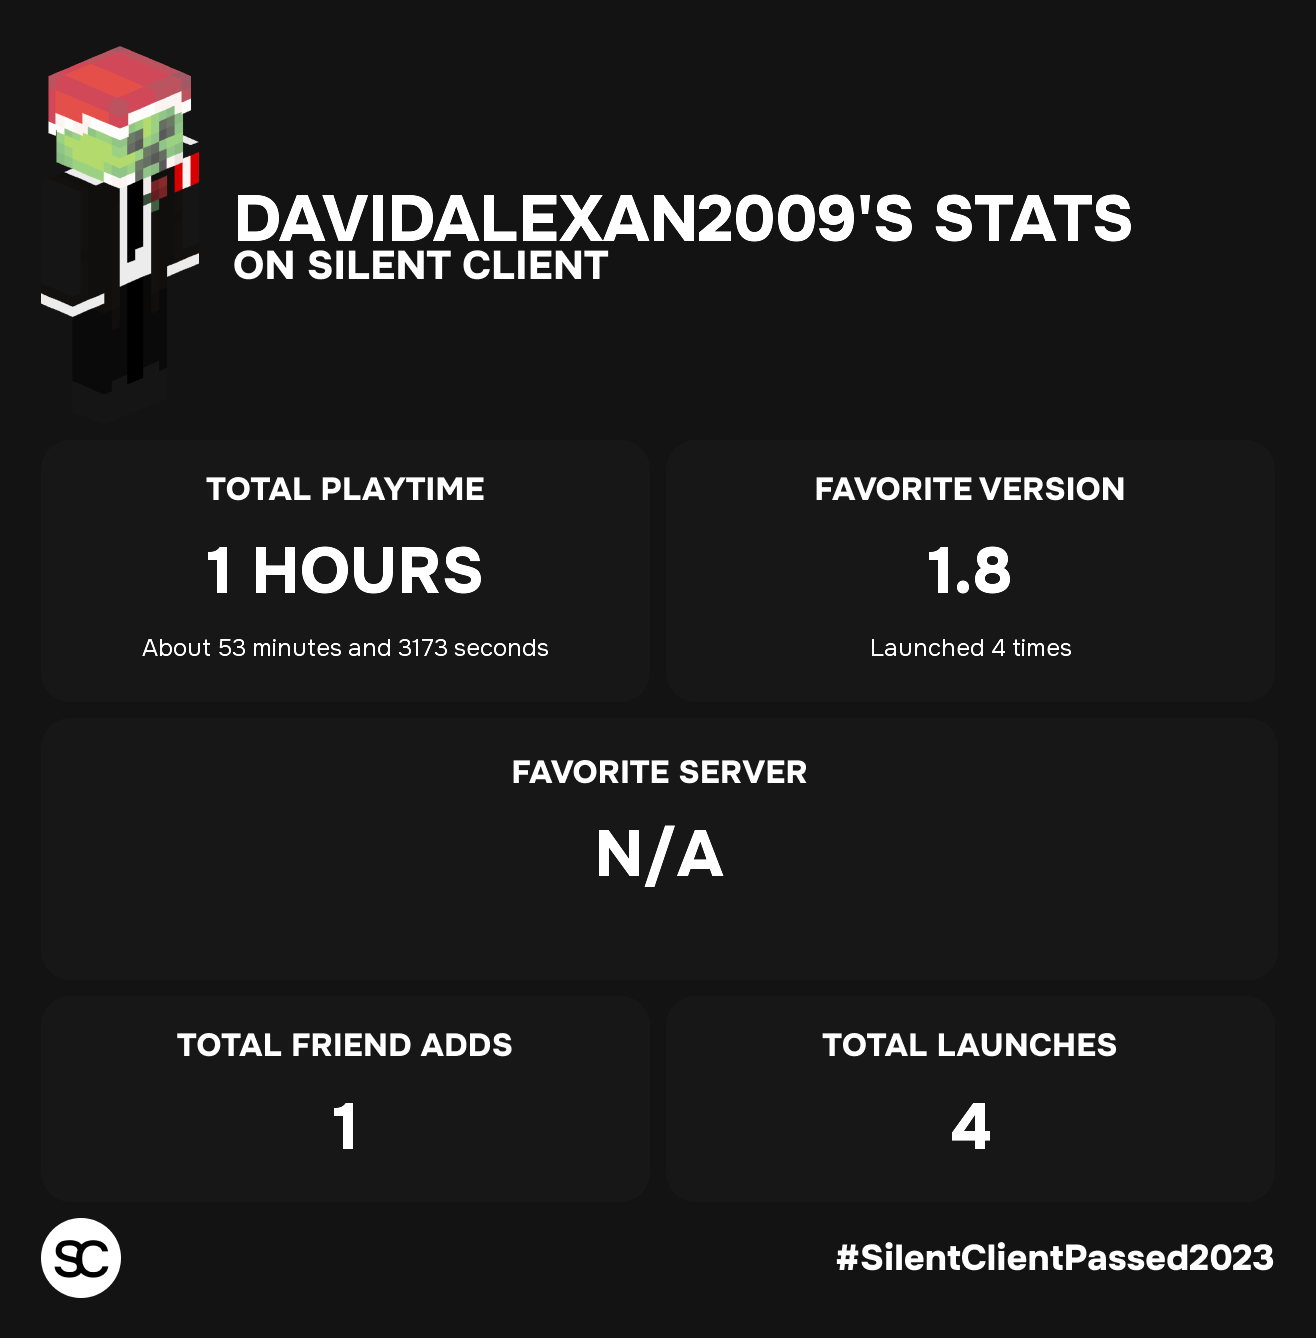 DAVIDALEXAN2009'S STATS
ON SILENT CLIENT
TOTAL PLAYTIME
1 HOURS
About 53 minutes and 3173 seconds
FAVORITE VERSION
1.8
Launched 4 times
FAVORITE SERVER
N/A
TOTAL FRIEND ADDS
1
TOTAL LAUNCHES
4
SC
#SilentClientPassed2023